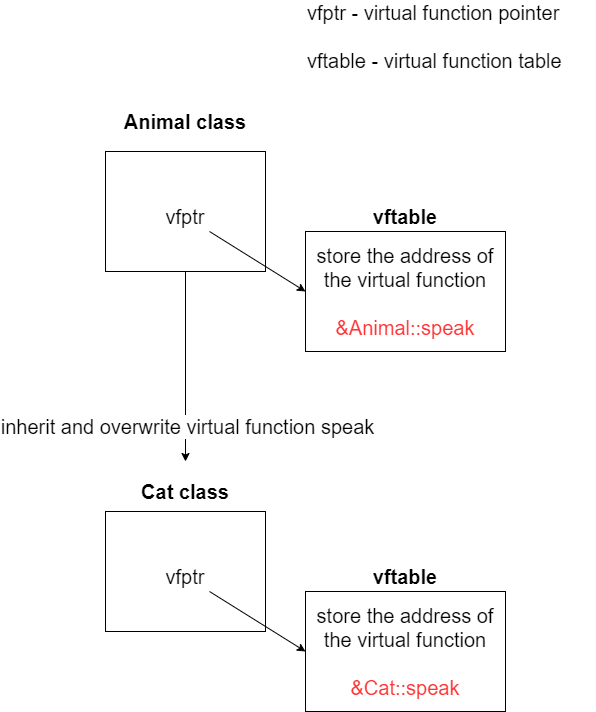 vfptr - virtual function pointer
vftable - virtual function table
Animal class
vfptr
vftable
store the address of
the virtual function
&Animal::speak
inherit and overwrite virtual function speak
Cat class
vfptr
vftable
store the address of
the virtual function
&Cat::speak